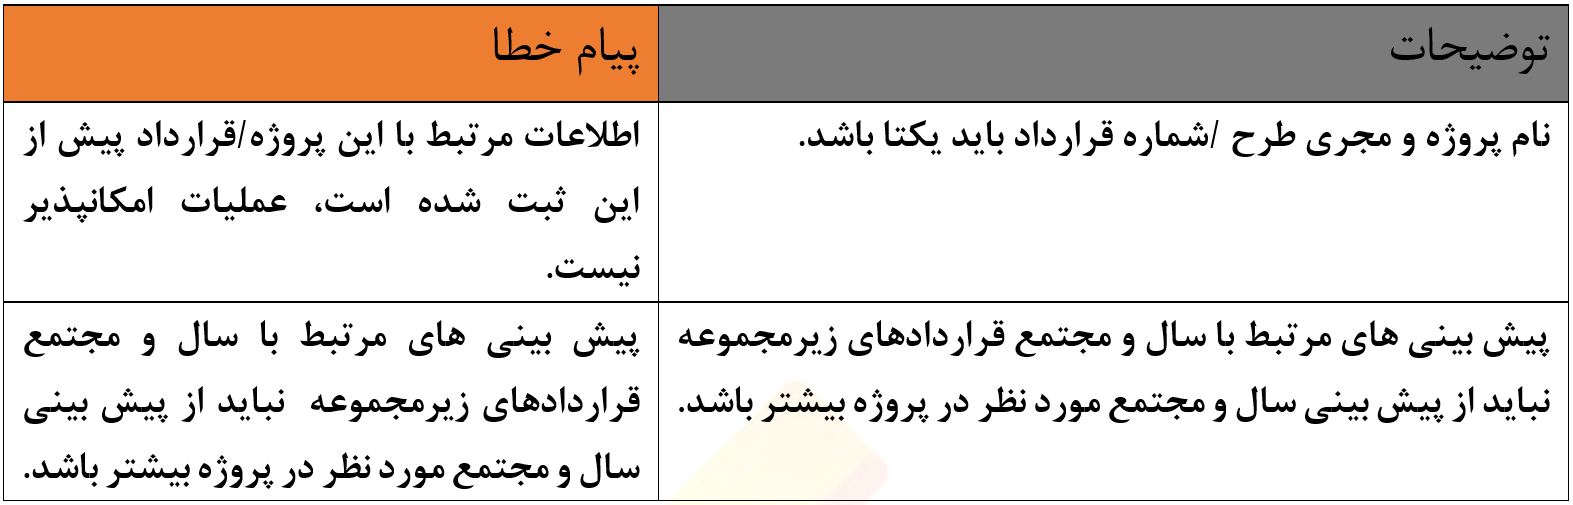 توضیحات
پیام خطا
نام پروژه و مجری طرح /شماره قرارداد باید یکتا باشد.
اطلاعات مرتبط با این پروژه/قرارداد پیش از
این ثبت شده است، عملیات امکانپذیر
نیست.
پیش بینی های مرتبط با سال و مجتمع قراردادهای زیرمجموعه
نباید از پیش بینی سال و مجتمع مورد نظر در پروژه بیشتر باشد.
پیش بینی های مرتبط با سال و مجتمع
قراردادهای زیرمجموعه نباید از پیش بینی
سال و مجتمع مورد نظر در پروژه بیشتر باشد.